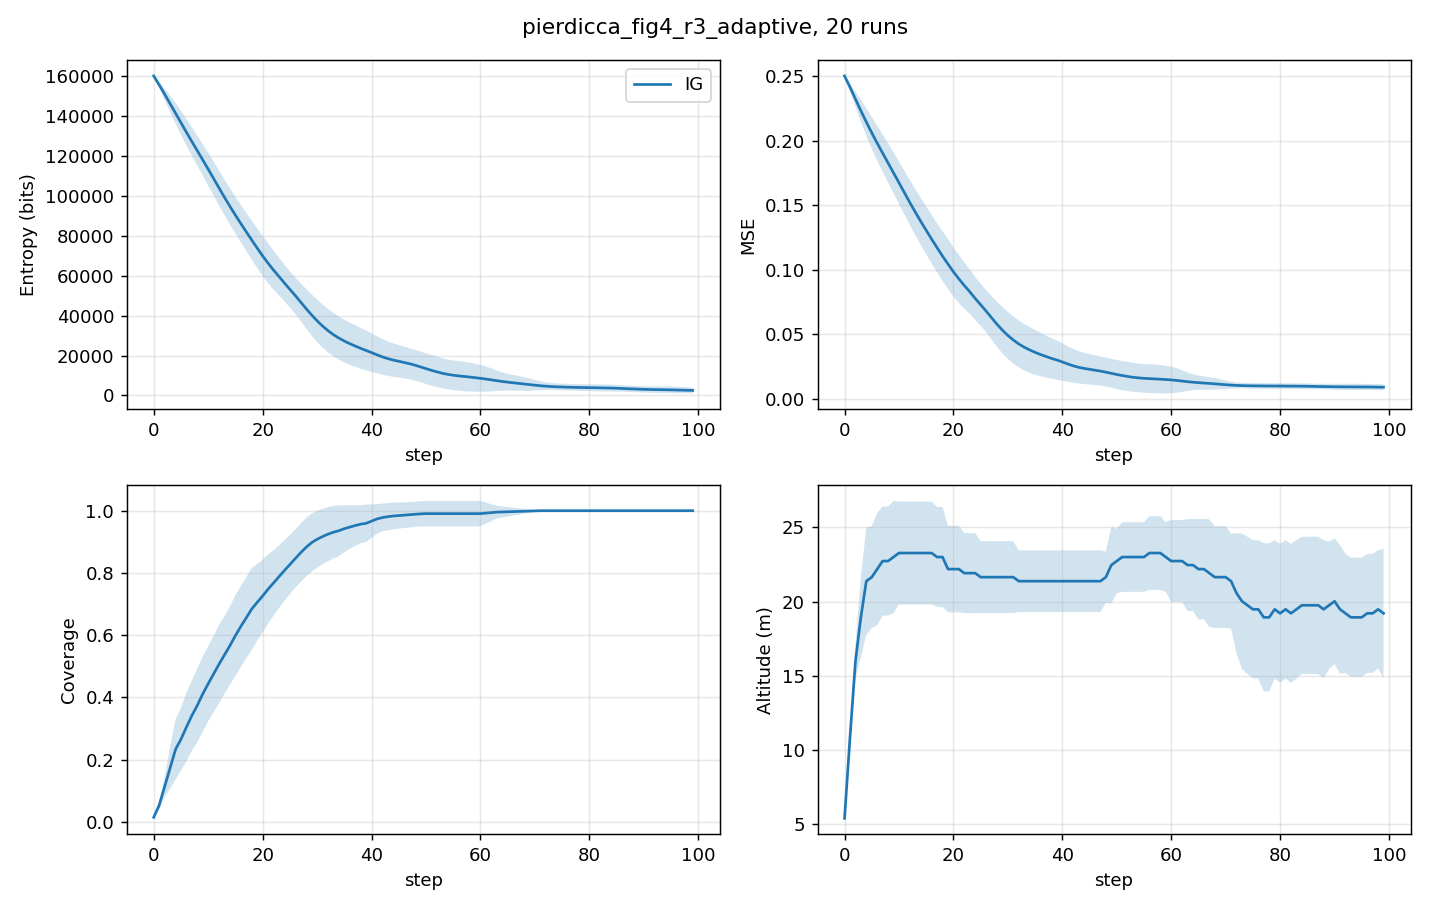 pierdicca_fig4_r3_adaptive, 20 runs
Entropy (bits)
160000
140000
120000
100000
80000
60000
40000
20000
0
0 20 40 60 80 100
step
IG
MSE
0.25
0.20
0.15
0.10
0.05
0.00
0 20 40 60 80 100
step
Coverage
1.0
0.8
0.6
0.4
0.2
0.0
0 20 40 60 80 100
step
Altitude (m)
25
20
15
10
5
0 20 40 60 80 100
step